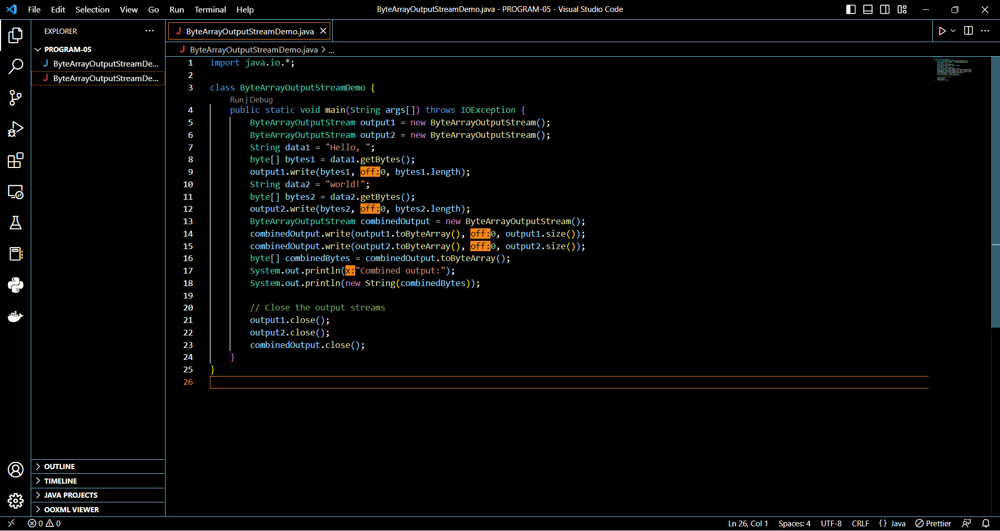 File Edit Selection View Go Run Terminal Help
ByteArrayOutputStreamDemo.java - PROGRAM-05 - Visual Studio Code
EXPLORER
PROGRAM-05
ByteArrayOutputStreamDe...
ByteArrayOutputStreamDe...
OUTLINE
TIMELINE
JAVA PROJECTS
OOXML VIEWER
J ByteArrayOutputStreamDemo.java
J ByteArrayOutputStreamDemo.java > ...
1 import java.io.*;
2
3 class ByteArrayOutputStreamDemo {
Run | Debug
4 public static void main(String args[]) throws IOException {
5 ByteArrayOutputStream output1 = new ByteArrayOutputStream();
6 ByteArrayOutputStream output2 = new ByteArrayOutputStream();
7 String data1 = "Hello, ";
8 byte[] bytes1 = data1.getBytes();
9 output1.write(bytes1, off:0, bytes1.length);
10 String data2 = "world!";
11 byte[] bytes2 = data2.getBytes();
12 output2.write(bytes2, off:0, bytes2.length);
13 ByteArrayOutputStream combinedOutput = new ByteArrayOutputStream();
14 combinedOutput.write(output1.toByteArray(), off:0, output1.size());
15 combinedOutput.write(output2.toByteArray(), off:0, output2.size());
16 byte[] combinedBytes = combinedOutput.toByteArray();
17 System.out.println(x:"Combined output:");
18 System.out.println(new String(combinedBytes));
19
20 // Close the output streams
21 output1.close();
22 output2.close();
23 combinedOutput.close();
24 }
25 }
26
0 0
Ln 26, Col 1 Spaces: 4 UTF-8 CRLF {} Java Prettier